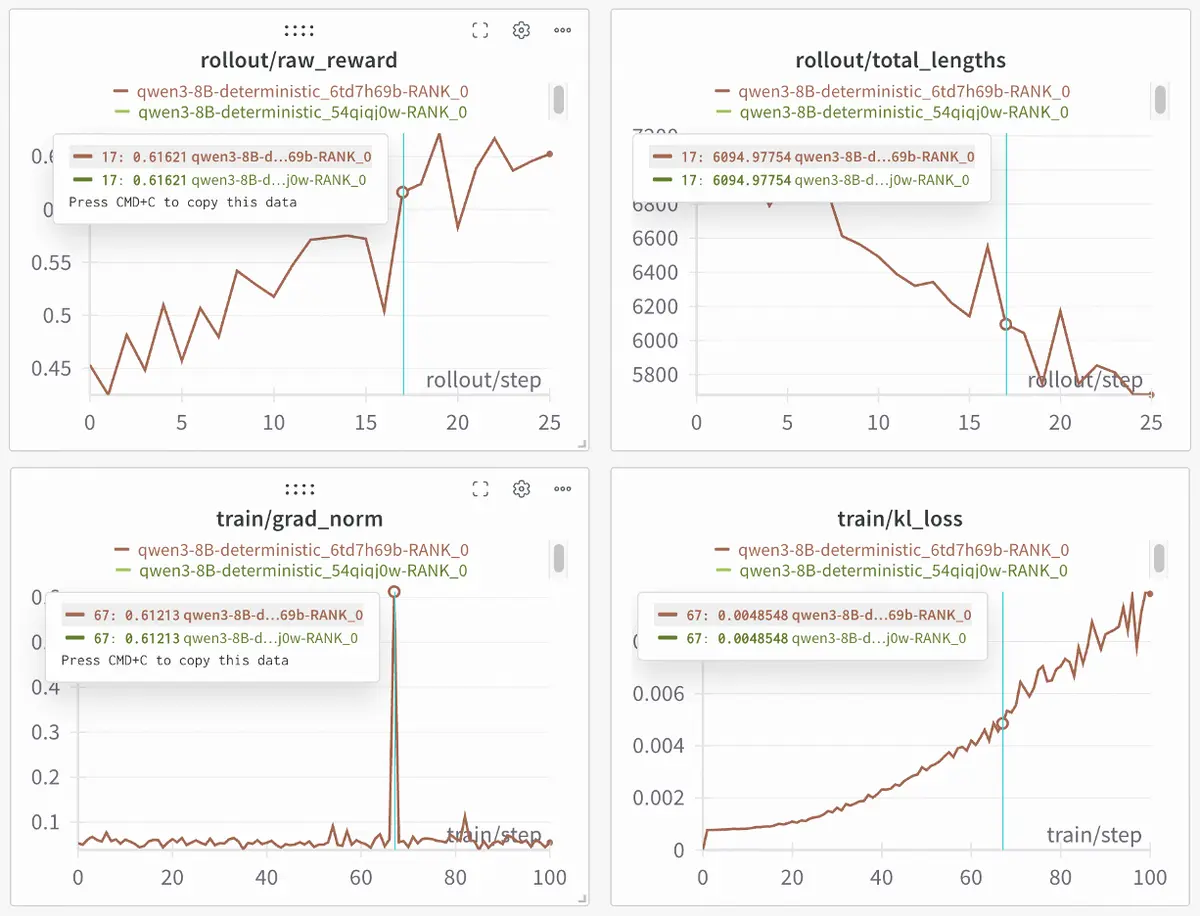 rollout/raw_reward
qwen3-8B-deterministic_6td7h69b-RANK_0
qwen3-8B-deterministic_54qiqj0w-RANK_0
17: 0.61621 qwen3-8B-d...69b-RANK_0
17: 0.61621 qwen3-8B-d...j0w-RANK_0
Press CMD+C to copy this data
0.55
0.5
0.45
rollout/step
0 5 10 15 20 25
rollout/total_lengths
qwen3-8B-deterministic_6td7h69b-RANK_0
qwen3-8B-deterministic_54qiqj0w-RANK_0
17: 6094.97754 qwen3-8B-d...69b-RANK_0
17: 6094.97754 qwen3-8B-d...j0w-RANK_0
6800
6600
6400
6200
6000
5800
rollout/step
0 5 10 15 20 25
train/grad_norm
qwen3-8B-deterministic_6td7h69b-RANK_0
qwen3-8B-deterministic_54qiqj0w-RANK_0
67: 0.61213 qwen3-8B-d...69b-RANK_0
67: 0.61213 qwen3-8B-d...j0w-RANK_0
Press CMD+C to copy this data
0.4
0.3
0.2
0.1
train/step
0 20 40 60 80 100
train/kl_loss
qwen3-8B-deterministic_6td7h69b-RANK_0
qwen3-8B-deterministic_54qiqj0w-RANK_0
67: 0.0048548 qwen3-8B-d...69b-RANK_0
67: 0.0048548 qwen3-8B-d...j0w-RANK_0
0.006
0.004
0.002
0
train/step
0 20 40 60 80 100